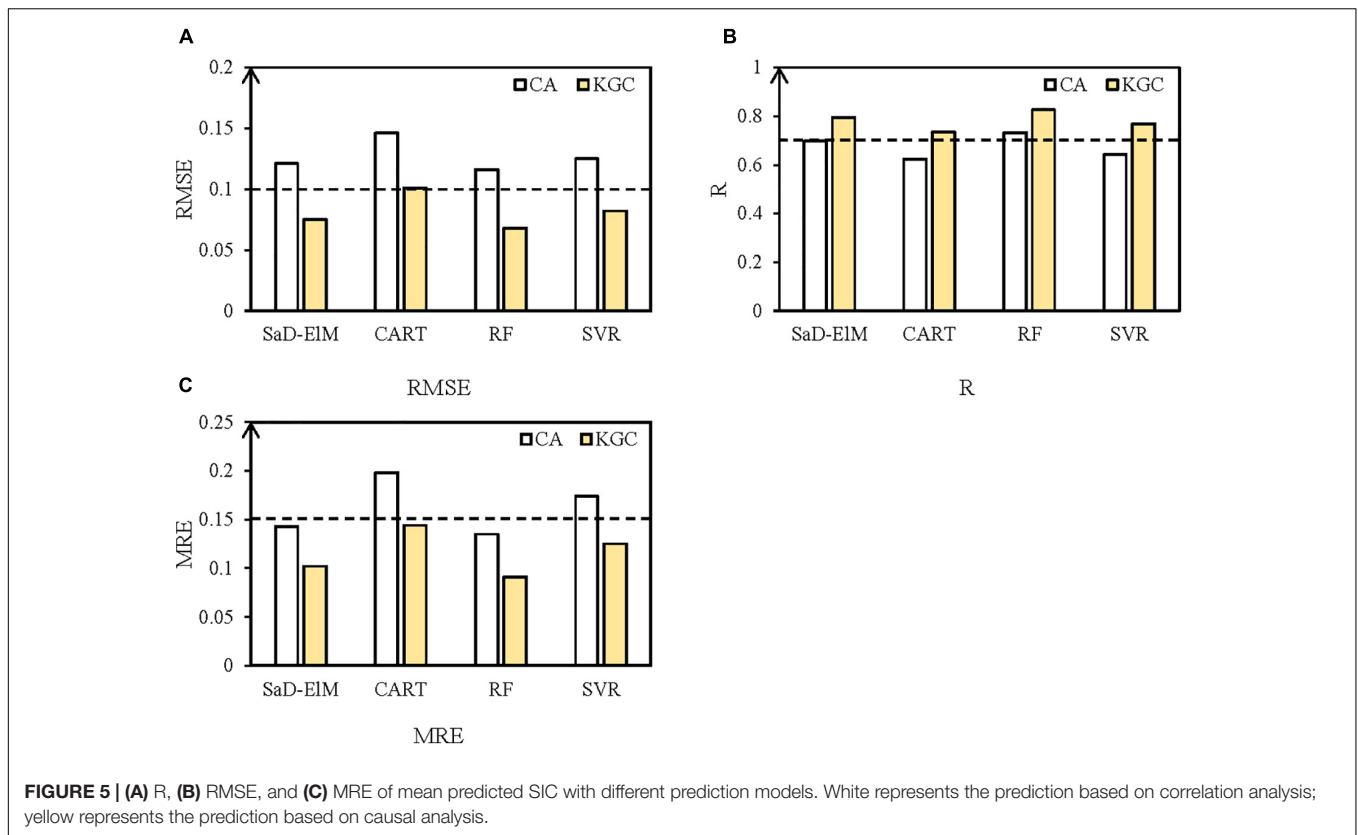 A
0.2
0.15
0.1
0.05
0
RMSE
CA KGC
SaD-ElM CART RF SVR
RMSE
B
1
0.8
0.6
0.4
0.2
0
R
CA KGC
SaD-ElM CART RF SVR
R
C
0.25
0.2
0.15
0.1
0.05
0
MRE
CA KGC
SaD-ElM CART RF SVR
MRE
FIGURE 5 | (A) R, (B) RMSE, and (C) MRE of mean predicted SIC with different prediction models. White represents the prediction based on correlation analysis;
yellow represents the prediction based on causal analysis.